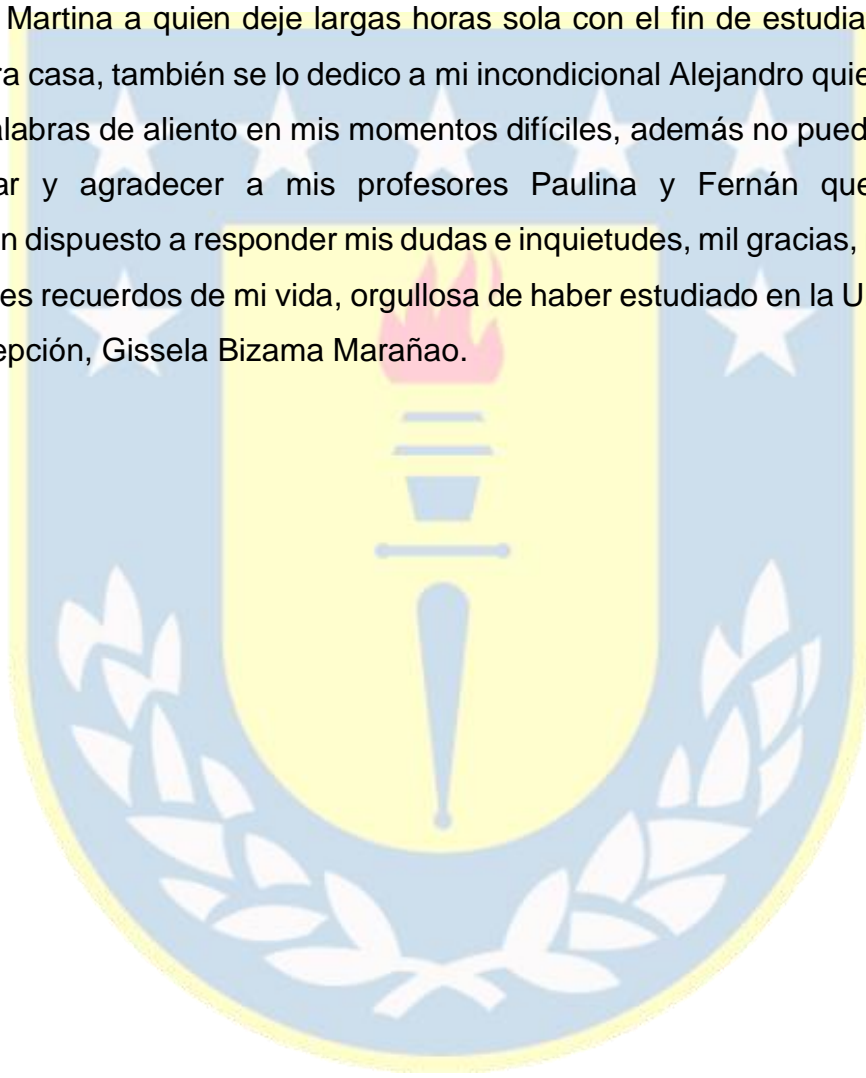 Martina a quien deje largas horas sola con el fin de estudia
ra casa, también se lo dedico a mi incondicional Alejandro quie
alabras de aliento en mis momentos difíciles, además no pued
ar y agradecer a mis profesores Paulina y Fernán que
n dispuesto a responder mis dudas e inquietudes, mil gracias,
es recuerdos de mi vida, orgullosa de haber estudiado en la U
epción, Gissela Bizama Marañao.